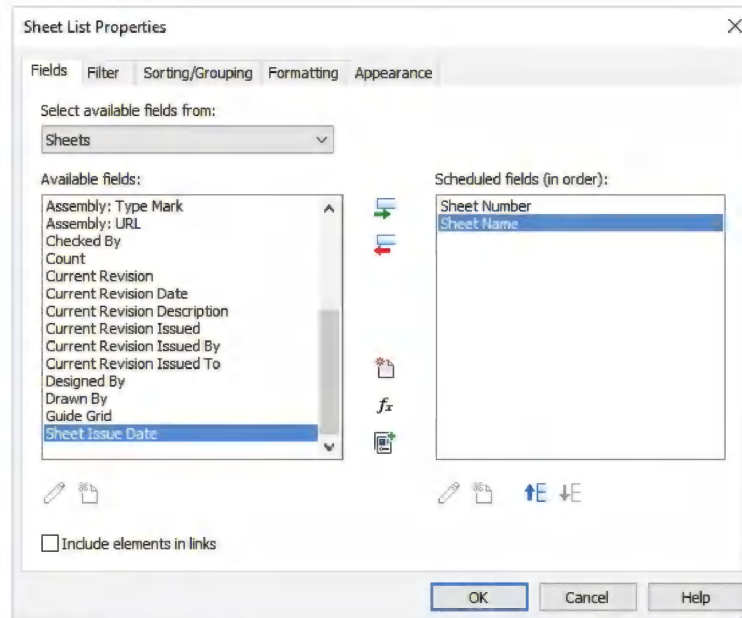 Sheet List Properties
Fields Filter Sorting/Grouping Formatting Appearance
Select available fields from:
Sheets
Available fields:
Assembly: Type Mark
Assembly: URL
Checked By
Count
Current Revision
Current Revision Date
Current Revision Description
Current Revision Issued
Current Revision Issued By
Current Revision Issued To
Designed By
Drawn By
Guide Grid
Sheet Issue Date
Scheduled fields (in order):
Sheet Number
Sheet Name
fx
Include elements in links
OK Cancel Help